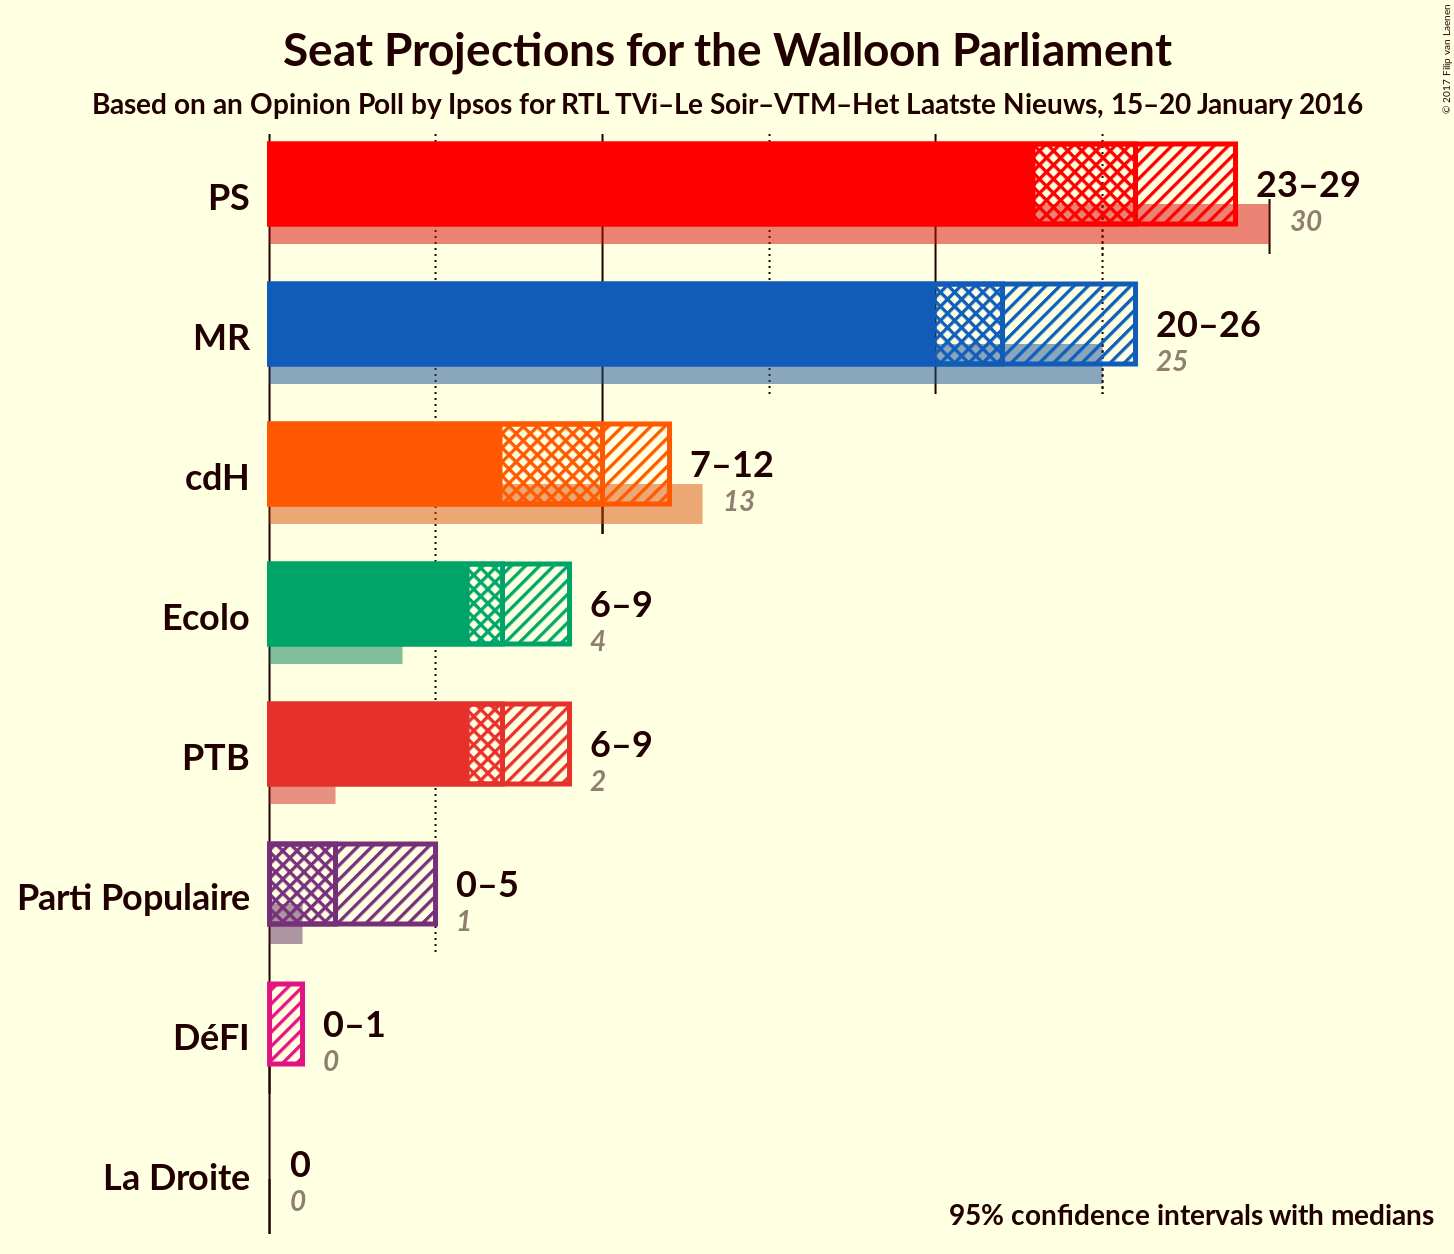 Seat Projections for the Walloon Parliament
Based on an Opinion Poll by Ipsos for RTL TVi–Le Soir–VTM–Het Laatste Nieuws, 15–20 January 2016
© 2017 Filip van Laenen
PS
23–29
30
MR
20–26
25
cdH
7–12
13
Ecolo
6–9
4
PTB
6–9
2
Parti Populaire
0–5
1
DéFI
0–1
0
La Droite
0
0
95% confidence intervals with medians